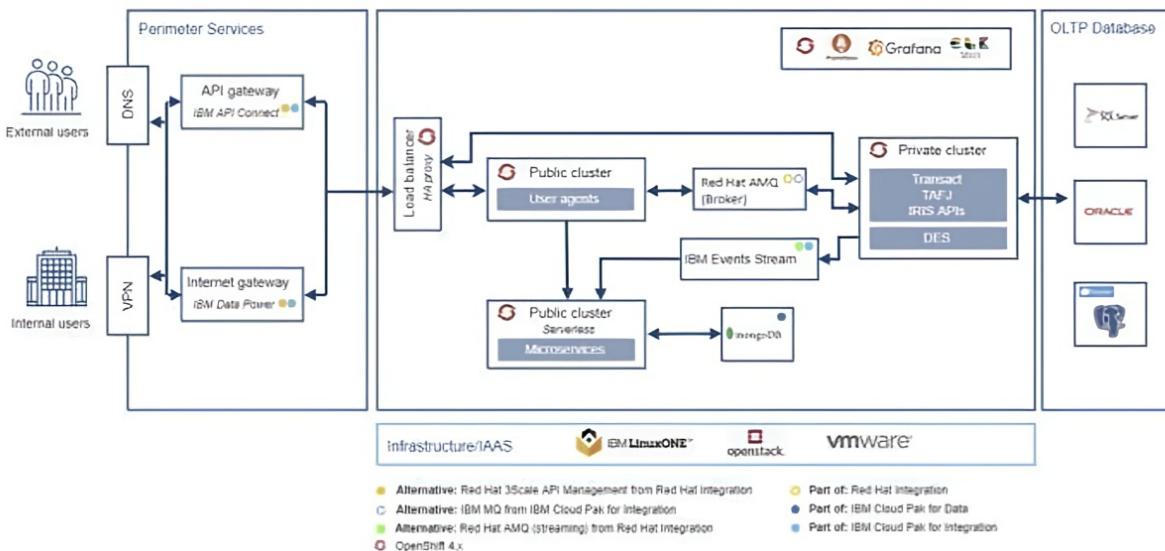 Perimeter Services
OLTP Database
Grafana
External users
DNS
API gateway
IBM API Connect
Load balancer
HA proxy
Public cluster
User agents
Red Hat AMQ
(Broker)
Private cluster
Transact
TAFJ
IRIS APIs
DES
SQL Server
ORACLE
IBM Events Stream
Internal users
VPN
Internet gateway
IBM Data Power
Public cluster
Serverless
Microservices
mongoDB
Infrastructure/IAAS
IBM LinuxONE™
openstack.
vmware®
Alternative: Red Hat 3Scale API Management from Red Hat Integration
Alternative: IBM MQ from IBM Cloud Pak for Integration
Alternative: Red Hat AMQ (streaming) from Red Hat Integration
OpenShift 4.x
Part of: Red Hat Integration
Part of: IBM Cloud Pak for Data
Part of: IBM Cloud Pak for Integration